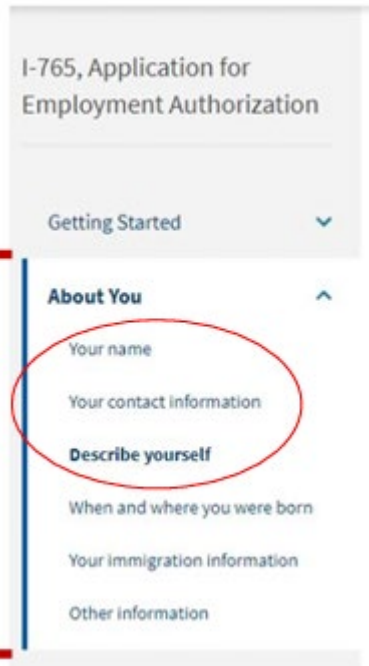 I-765, Application for
Employment Authorization
Getting Started
About You
Your name
Your contact information
Describe yourself
When and where you were born
Your immigration information
Other information